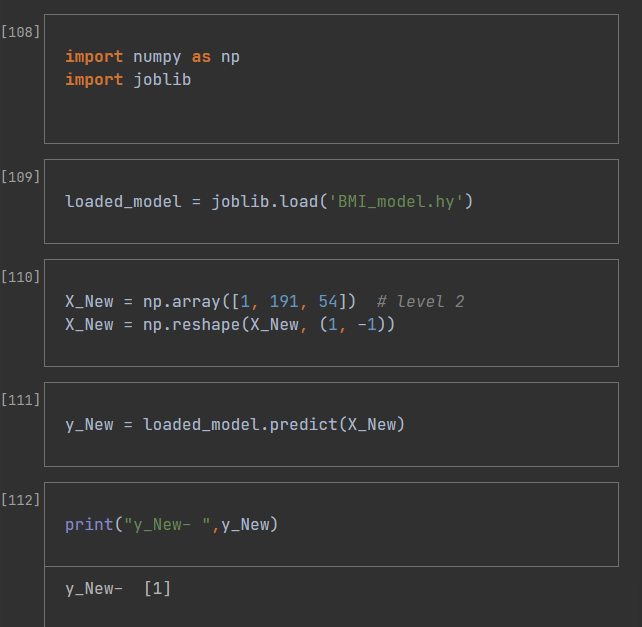 [108]
import numpy as np
import joblib
[109]
loaded_model = joblib.load('BMI_model.hy')
[110]
X_New = np.array([1, 191, 54])  # level 2
X_New = np.reshape(X_New, (1, -1))
[111]
y_New = loaded_model.predict(X_New)
[112]
print("y_New- ",y_New)
y_New-  [1]